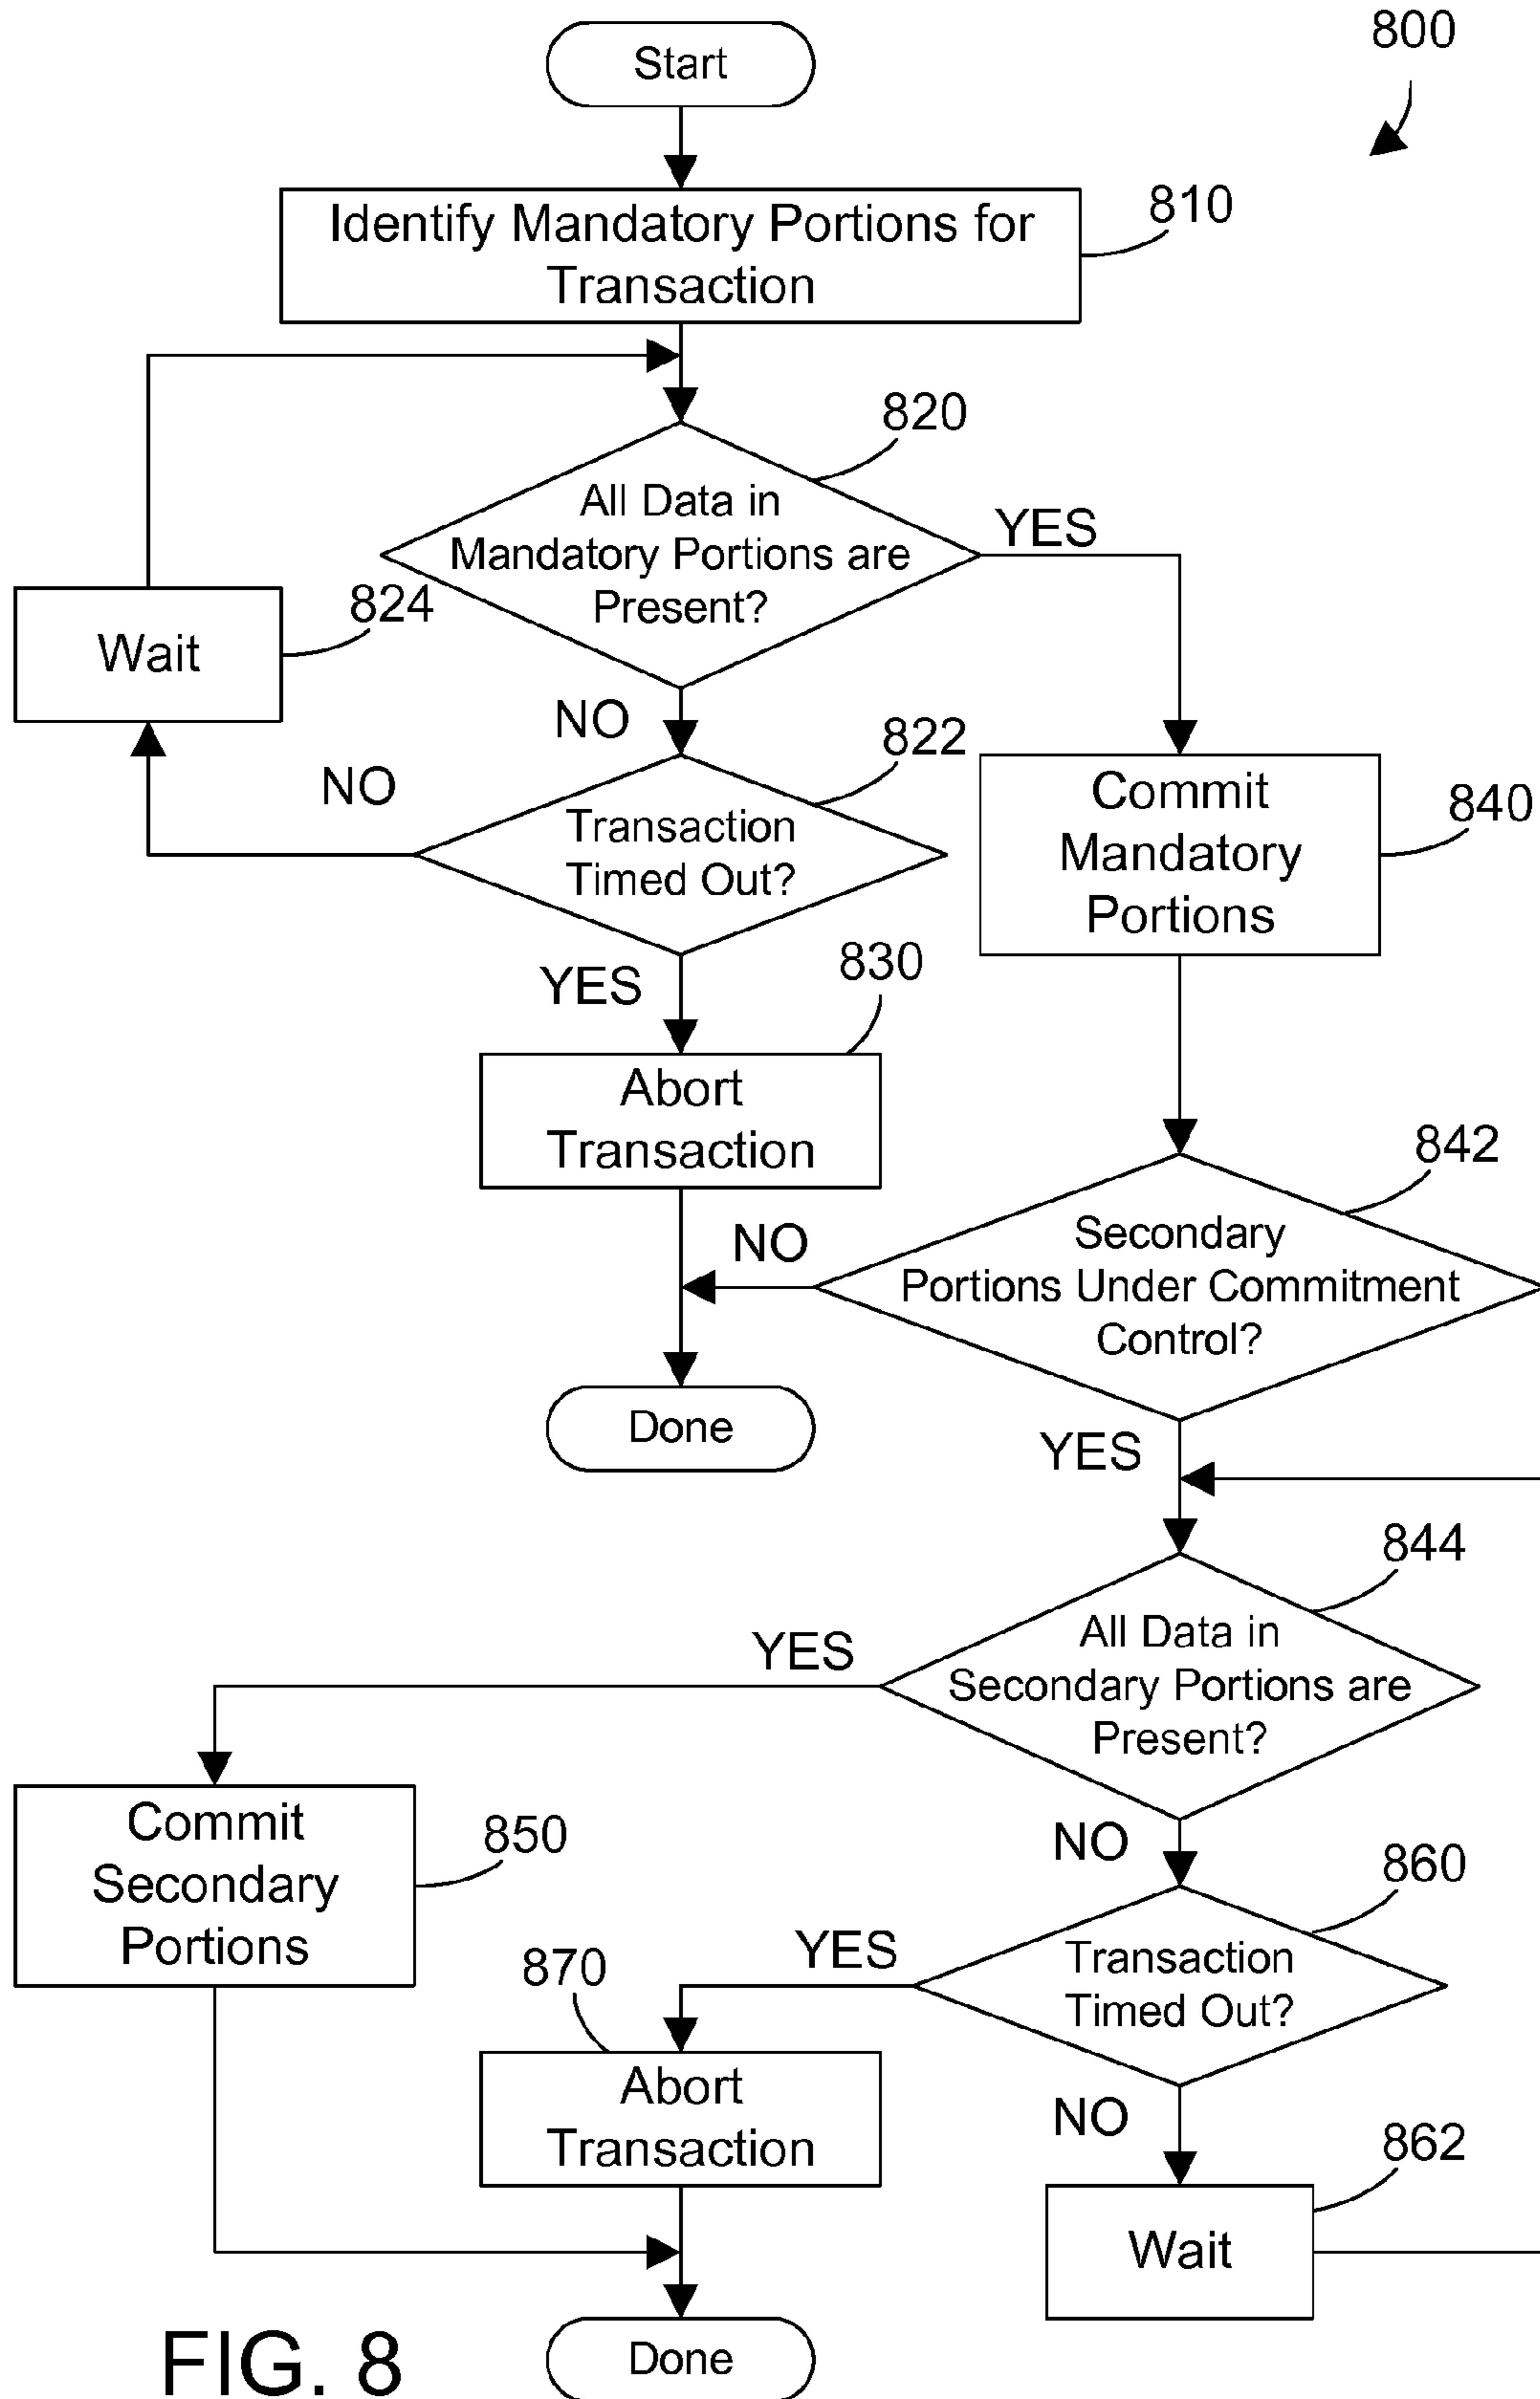 800
Start
Identify Mandatory Portions for
Transaction
810
820
All Data in
Mandatory Portions are
Present?
YES
824
Wait
NO
822
NO
Transaction
Timed Out?
Commit
Mandatory
Portions
840
YES
830
Abort
Transaction
842
NO
Secondary
Portions Under Commitment
Control?
Done
YES
844
YES
All Data in
Secondary Portions are
Present?
Commit
Secondary
Portions
850
NO
860
YES
870
Transaction
Timed Out?
Abort
Transaction
NO
862
Wait
Done
FIG. 8